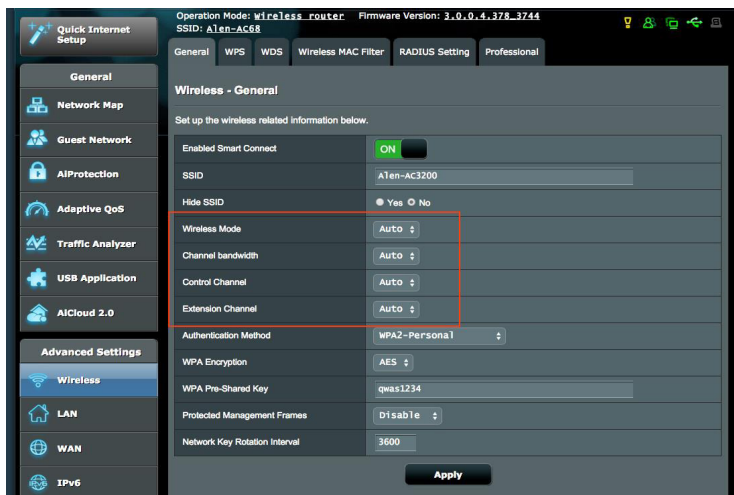 Quick Internet
Setup
General
Network Map
Guest Network
AiProtection
Adaptive QoS
Traffic Analyzer
USB Application
AiCloud 2.0
Advanced Settings
Wireless
LAN
WAN
IPv6
Operation Mode: Wireless router Firmware Version: 3.0.0.4.378_3744
SSID: Alen-AC68
General WPS WDS Wireless MAC Filter RADIUS Setting Professional
Wireless - General
Set up the wireless related information below.
Enabled Smart Connect ON
SSID Alen-AC3200
Hide SSID Yes No
Wireless Mode Auto
Channel bandwidth Auto
Control Channel Auto
Extension Channel Auto
Authentication Method WPA2-Personal
WPA Encryption AES
WPA Pre-Shared Key qwas1234
Protected Management Frames Disable
Network Key Rotation Interval 3600
Apply